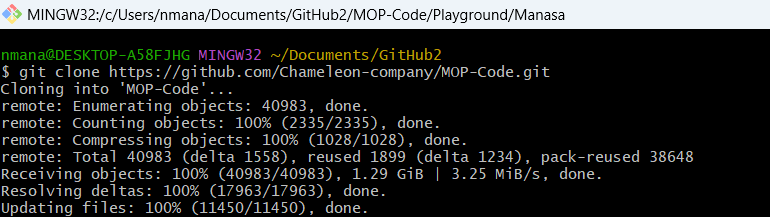 MINGW32:/c/Users/nmana/Documents/GitHub2/MOP-Code/Playground/Manasa
nmana@DESKTOP-A58FJHG MINGW32 ~/Documents/GitHub2
$ git clone https://github.com/Chameleon-company/MOP-Code.git
Cloning into 'MOP-Code'...
remote: Enumerating objects: 40983, done.
remote: Counting objects: 100% (2335/2335), done.
remote: Compressing objects: 100% (1028/1028), done.
remote: Total 40983 (delta 1558), reused 1899 (delta 1234), pack-reused 38648
Receiving objects: 100% (40983/40983), 1.29 GiB | 3.25 MiB/s, done.
Resolving deltas: 100% (17963/17963), done.
Updating files: 100% (11450/11450), done.